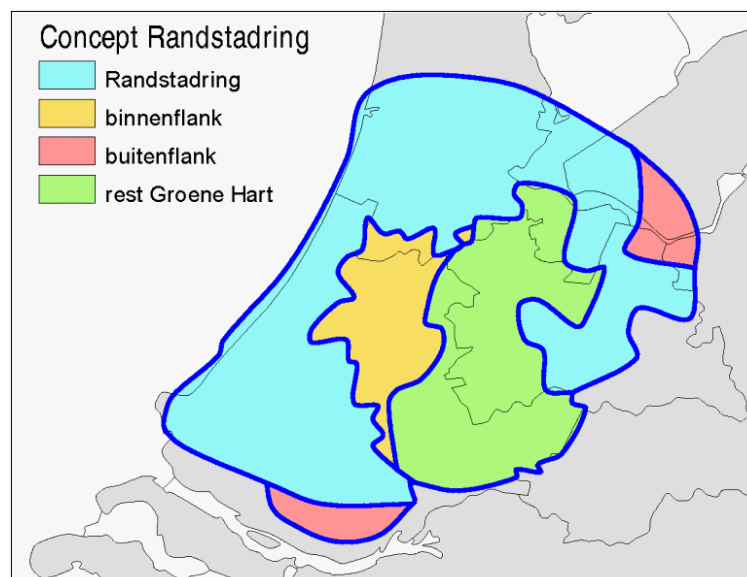 Concept Randstadring
Randstadring
binnenflank
buitenflank
rest Groene Hart